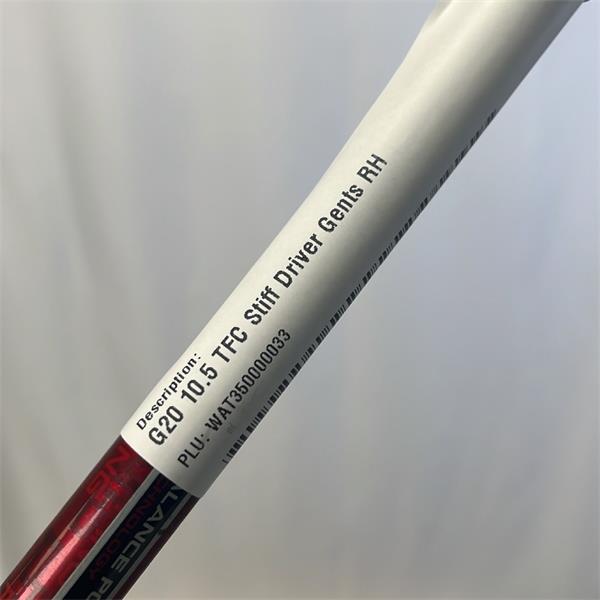 Description:
G20 10.5 TFC Stiff Driver Gents RH
PLU: WAT350000033